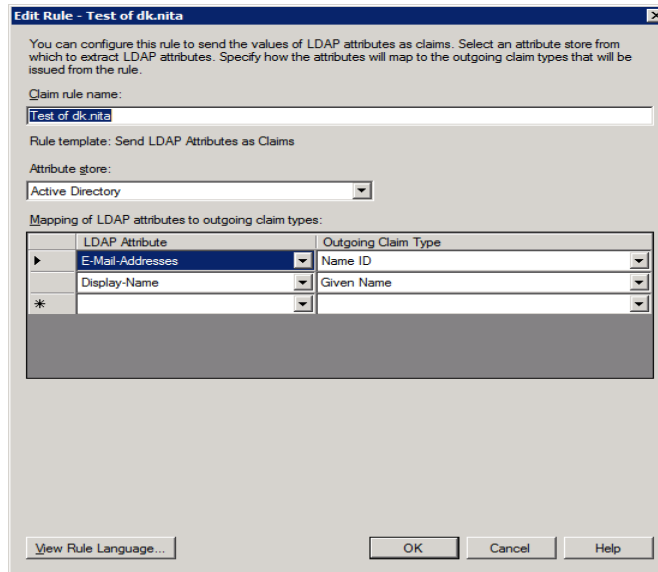 Edit Rule - Test of dk.nita
You can configure this rule to send the values of LDAP attributes as claims. Select an attribute store from
which to extract LDAP attributes. Specify how the attributes will map to the outgoing claim types that will be
issued from the rule.
Claim rule name:
Test of dk.nita
Rule template: Send LDAP Attributes as Claims
Attribute store:
Active Directory
Mapping of LDAP attributes to outgoing claim types:
LDAP Attribute Outgoing Claim Type
E-Mail-Addresses Name ID
Display-Name Given Name
View Rule Language... OK Cancel Help